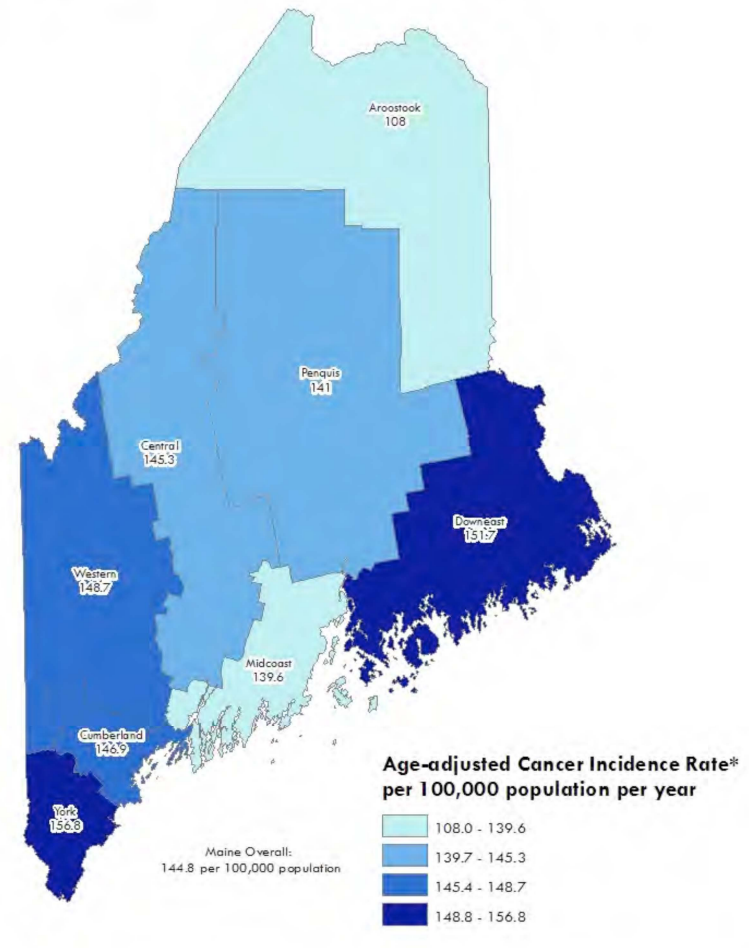 Aroostook
108
Penquis
141
Central
145.3
Downeast
151.7
Western
148.7
Midcoast
139.6
Cumberland
146.9
York
156.8
Maine Overall:
144.8 per 100,000 population
Age-adjusted Cancer Incidence Rate*
per 100,000 population per year
108.0 - 139.6
139.7 - 145.3
145.4 - 148.7
148.8 - 156.8